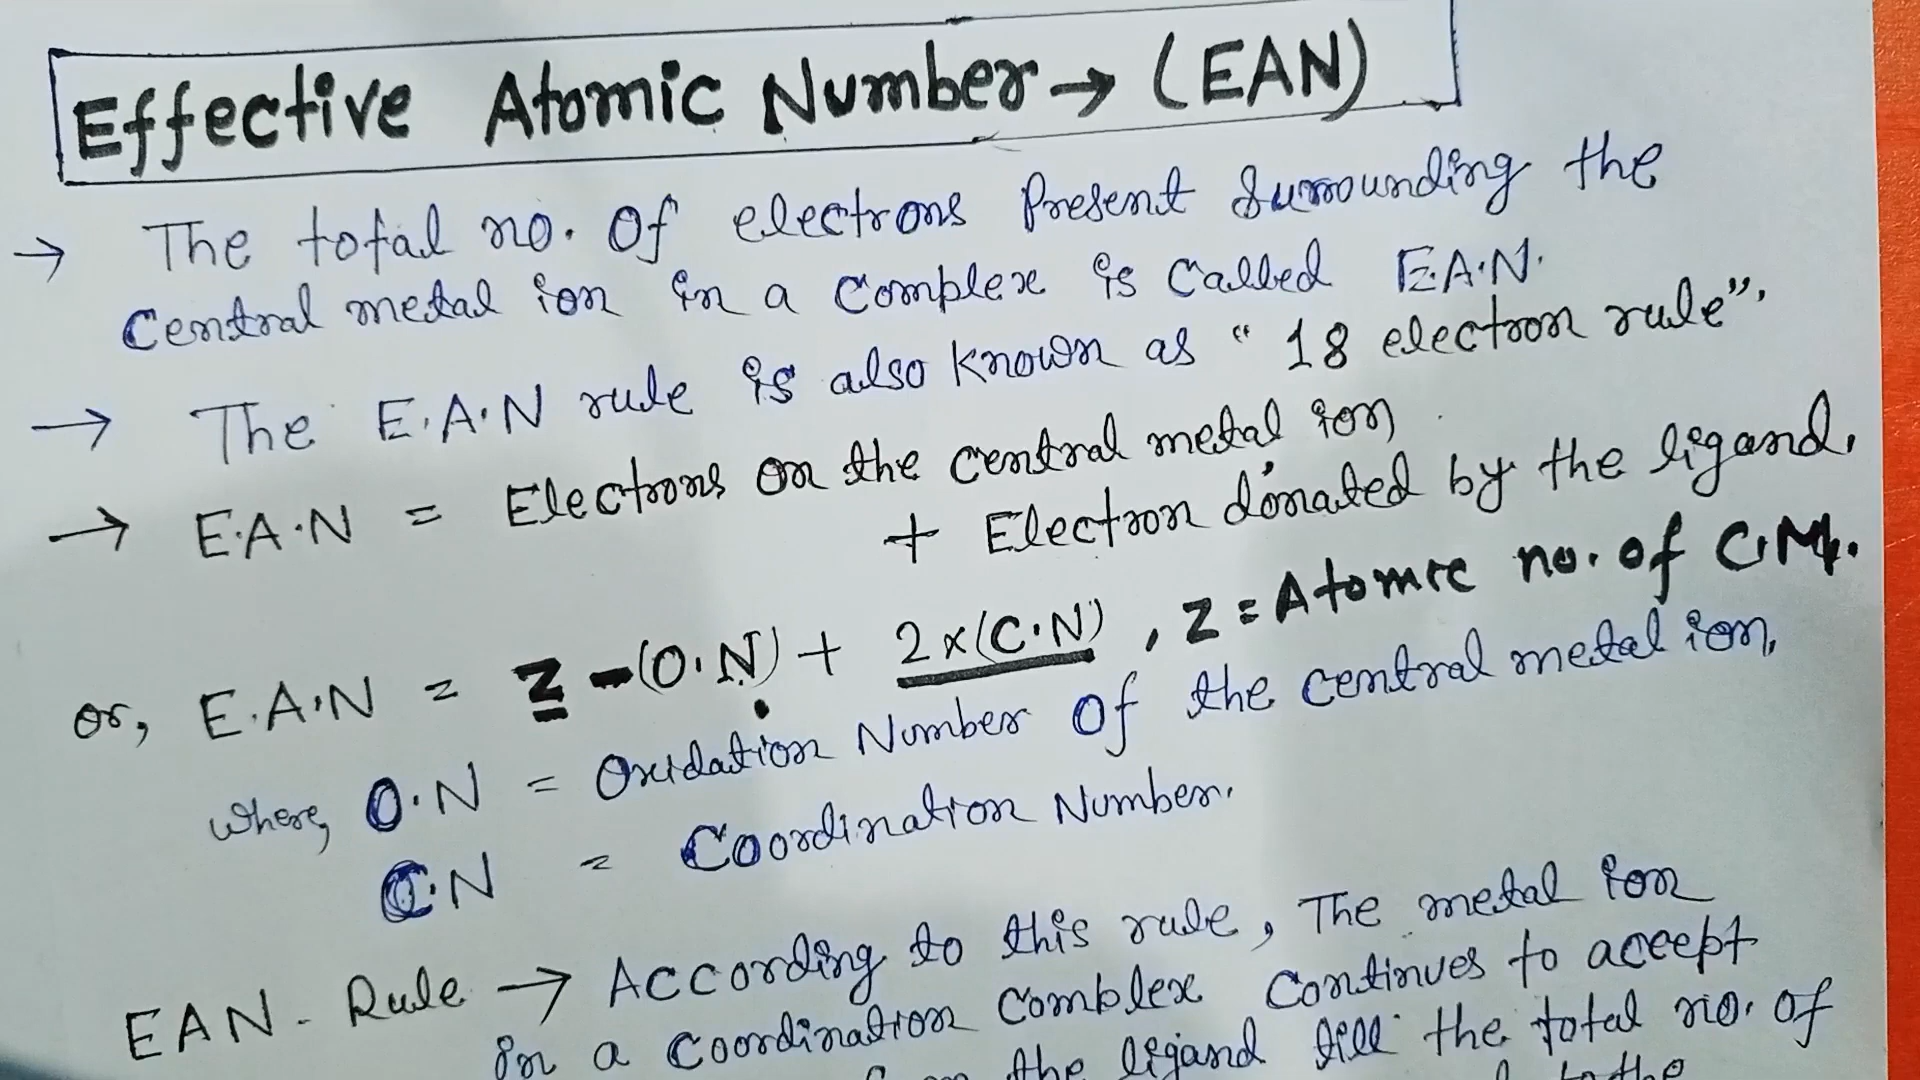 Effective Atomic Number → (EAN)
→ The total no. of electrons Present Surrounding the
Central metal ion in a Complex is Called E.A.N.
→ The E.A.N rule is also known as "18 electron rule".
→ E.A.N = Electrons on the central metal ion
+ Electron donated by the ligand.
or, E.A.N = Z - (O.N) + 2x(C.N) , Z = Atomic no. of C.M.
where, O.N = Oxidation Number of the central metal ion,
C.N = Coordination Number.
EAN - Rule → According to this rule, The metal ion
in a Coordination Complex Continues to accept
the ligand till the total no. of